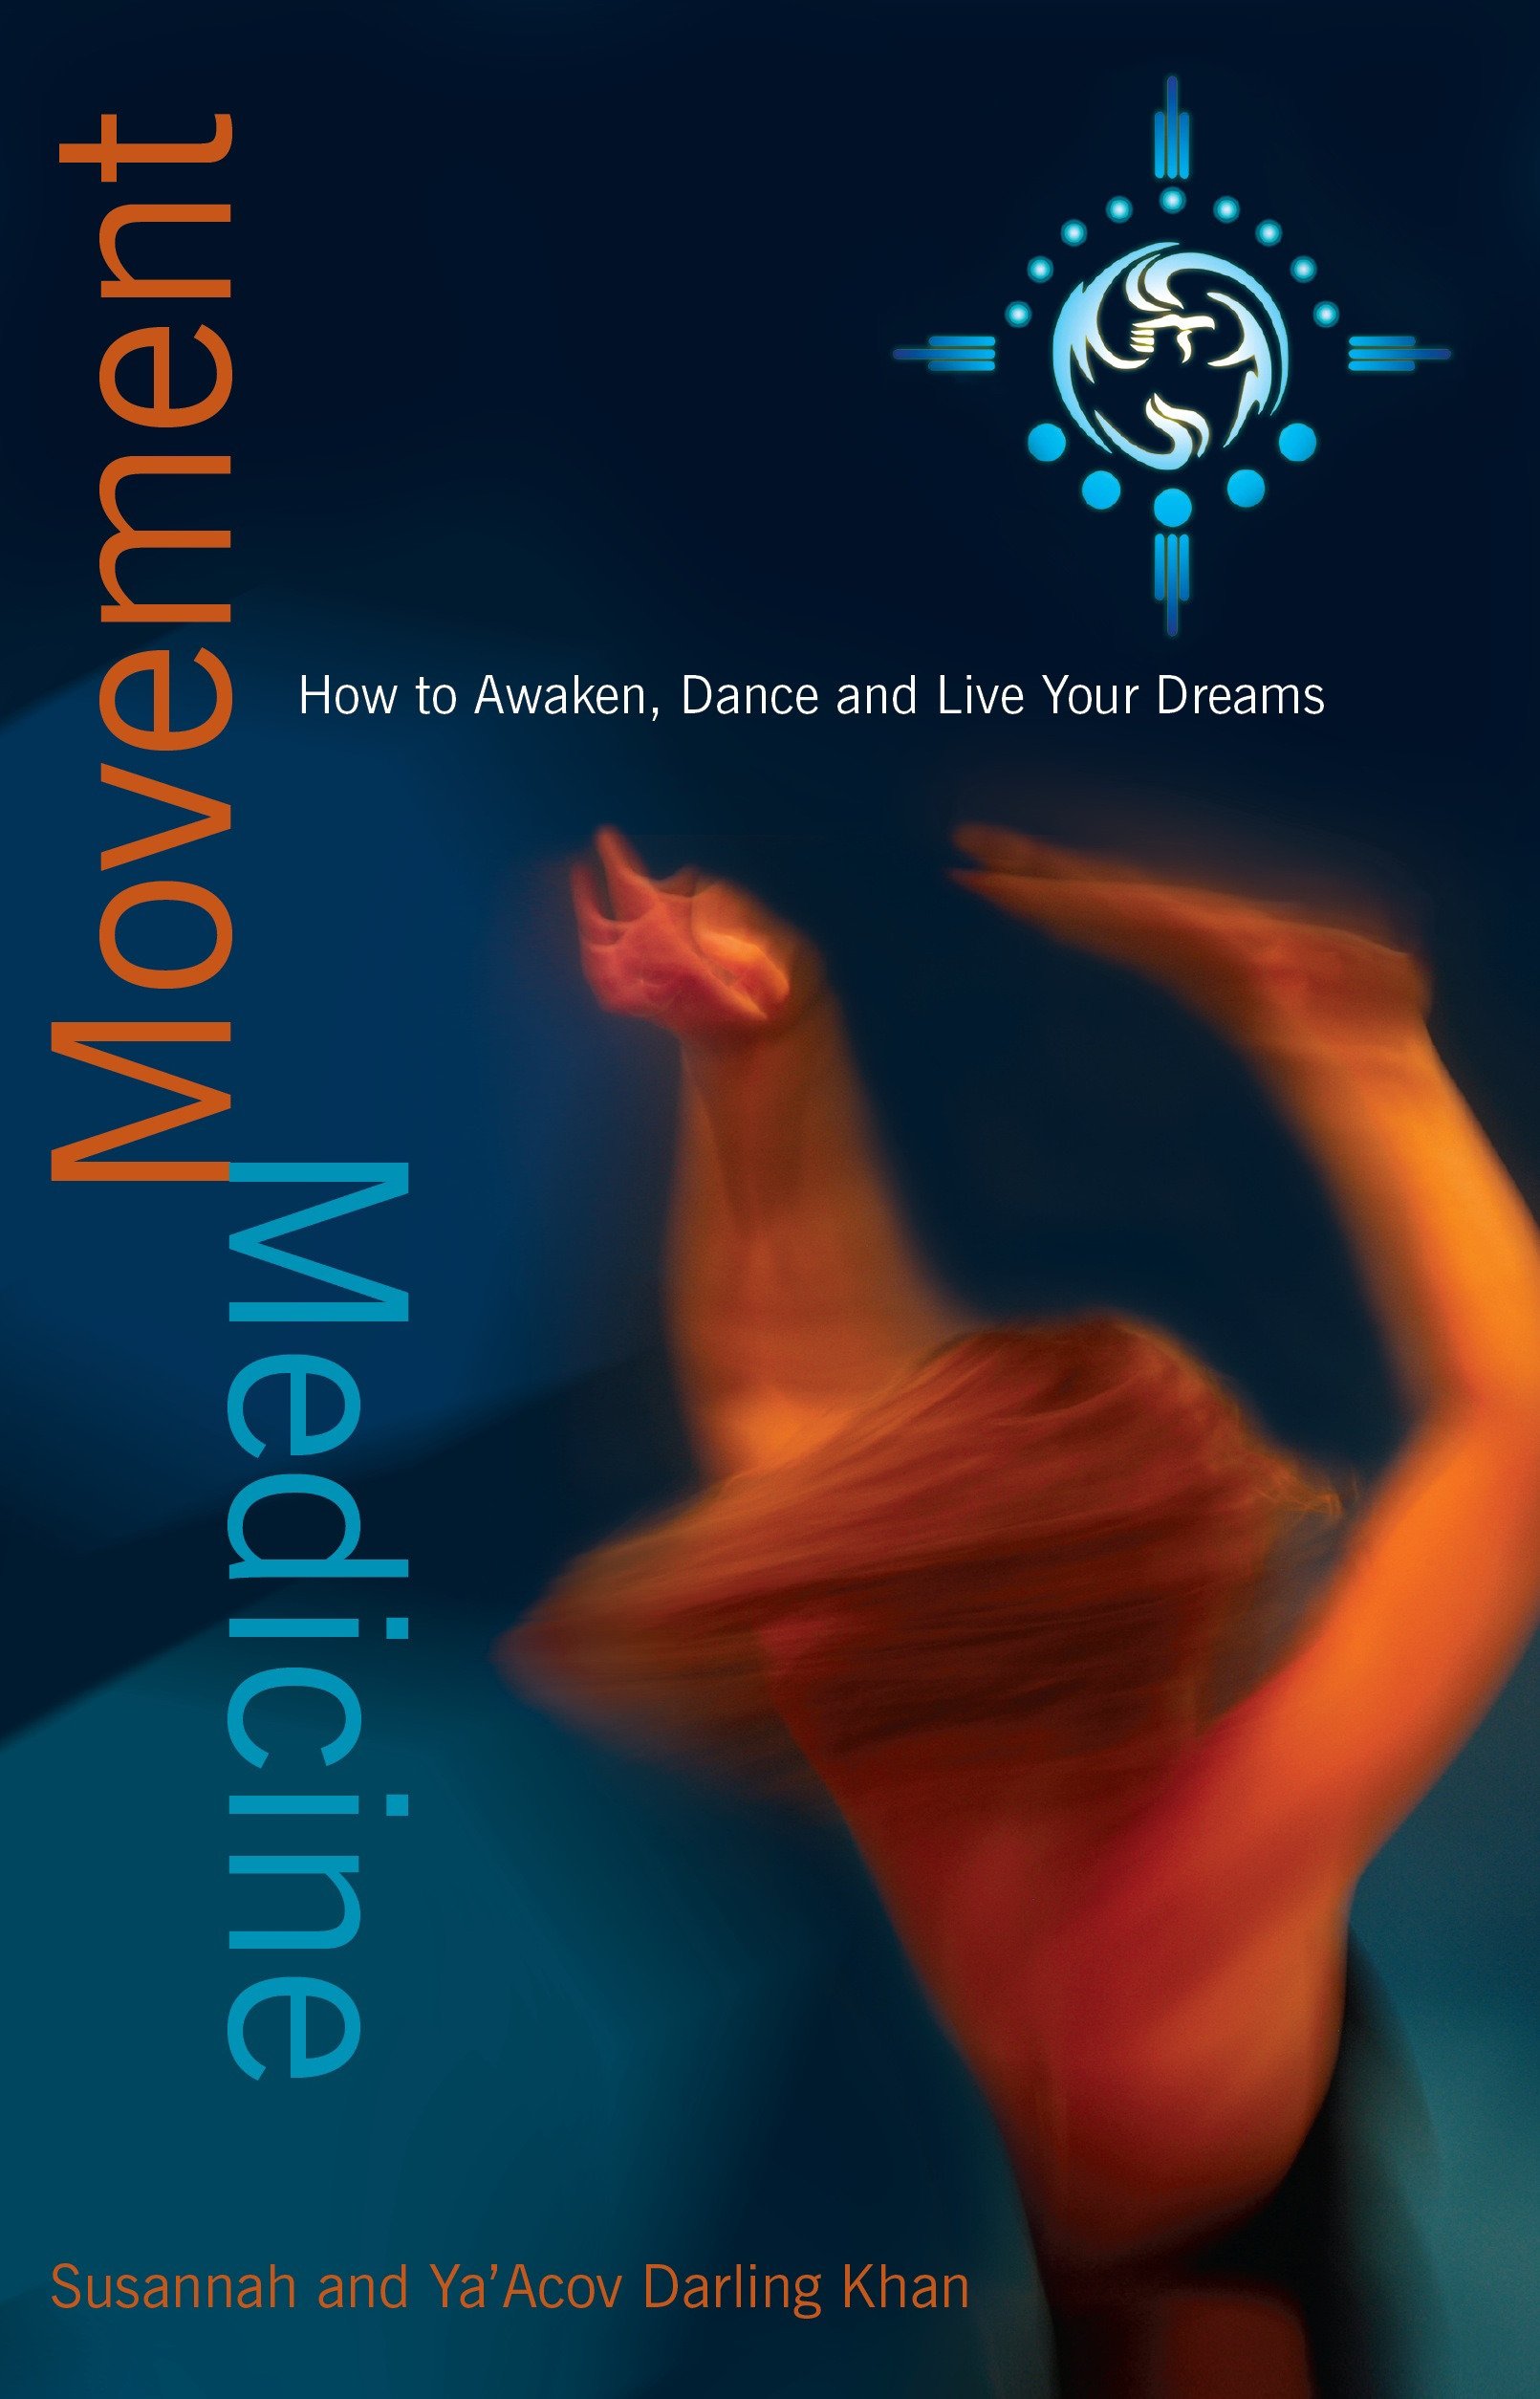 Movement
Medicine
How to Awaken, Dance and Live Your Dreams
Susannah and Ya’Acov Darling Khan